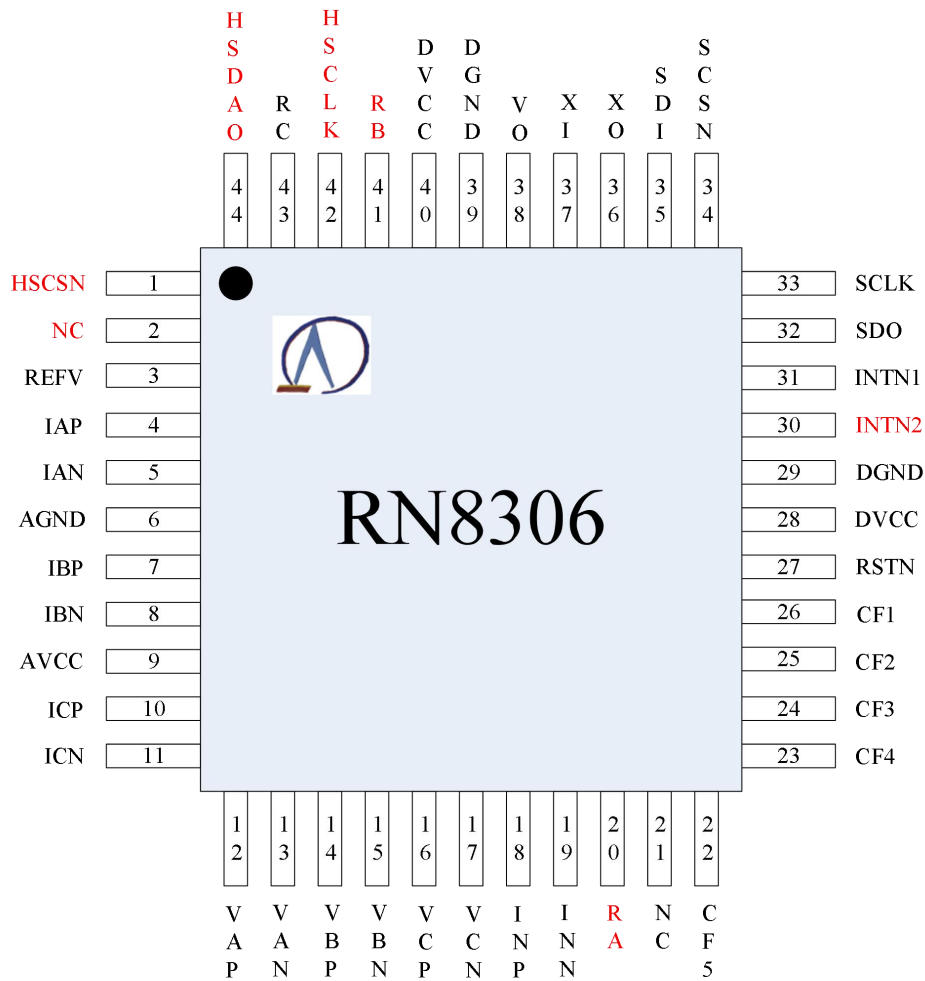 HSDAO
RC
HSCLK
RB
DVCC
DGND
VO
XI
XO
SDI
SCSN
44
43
42
41
40
39
38
37
36
35
34
HSCSN 1
NC 2
REFV 3
IAP 4
IAN 5
AGND 6
IBP 7
IBN 8
AVCC 9
ICP 10
ICN 11
RN8306
33 SCLK
32 SDO
31 INTN1
30 INTN2
29 DGND
28 DVCC
27 RSTN
26 CF1
25 CF2
24 CF3
23 CF4
12
13
14
15
16
17
18
19
20
21
22
VAP
VAN
VBP
VBN
VCP
VCN
INP
INN
RA
NC
CF5